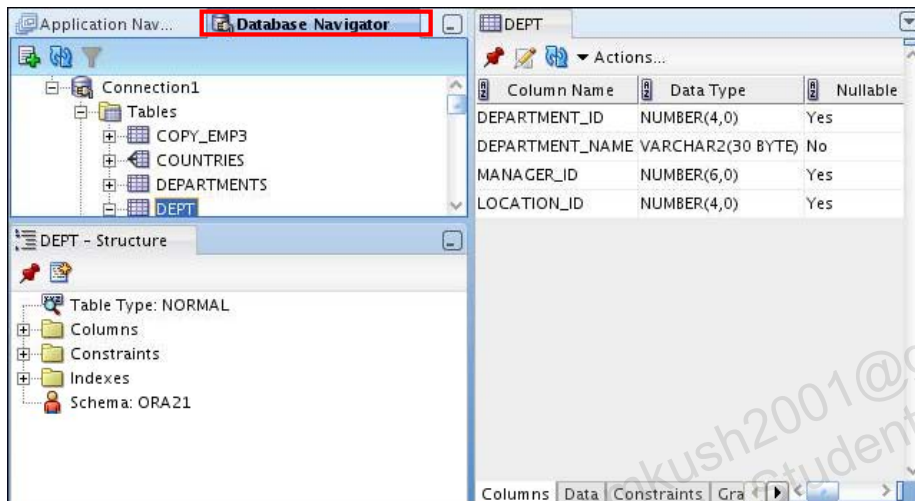 Application Nav...
Database Navigator
Connection1
Tables
COPY_EMP3
COUNTRIES
DEPARTMENTS
DEPT
DEPT - Structure
Table Type: NORMAL
Columns
Constraints
Indexes
Schema: ORA21
DEPT
Actions...
Column Name Data Type Nullable
DEPARTMENT_ID NUMBER(4,0) Yes
DEPARTMENT_NAME VARCHAR2(30 BYTE) No
MANAGER_ID NUMBER(6,0) Yes
LOCATION_ID NUMBER(4,0) Yes
Columns Data Constraints Gra
mkush2001@g
Student